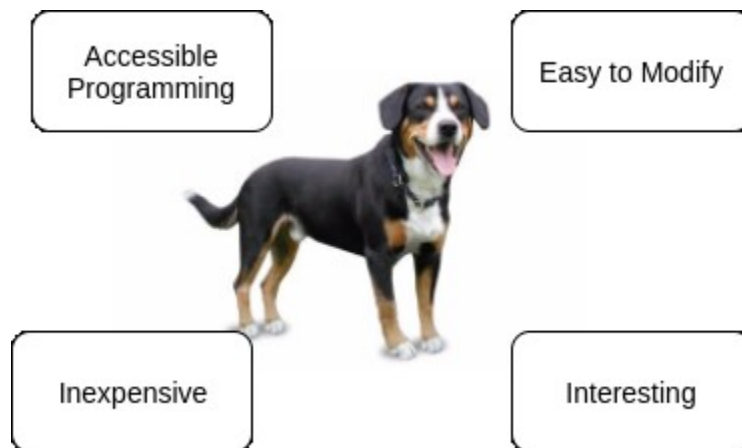 Accessible
Programming
Easy to Modify
Inexpensive
Interesting